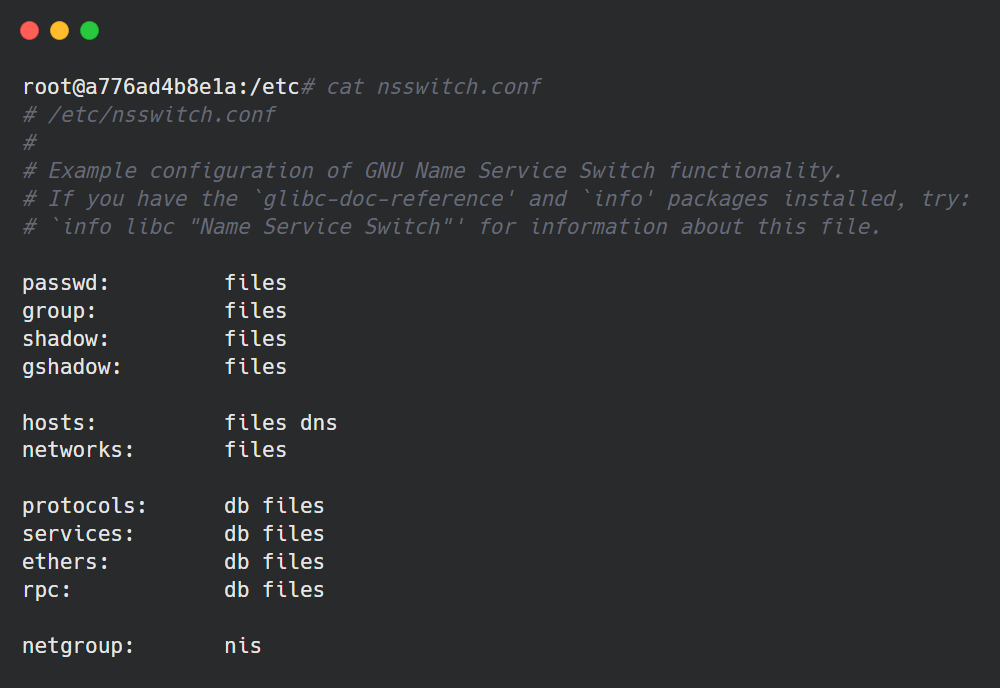 root@a776ad4b8e1a:/etc# cat nsswitch.conf
# /etc/nsswitch.conf
#
# Example configuration of GNU Name Service Switch functionality.
# If you have the `glibc-doc-reference' and `info' packages installed, try:
# `info libc "Name Service Switch"' for information about this file.

passwd:         files
group:          files
shadow:         files
gshadow:        files

hosts:          files dns
networks:       files

protocols:      db files
services:       db files
ethers:         db files
rpc:            db files

netgroup:       nis